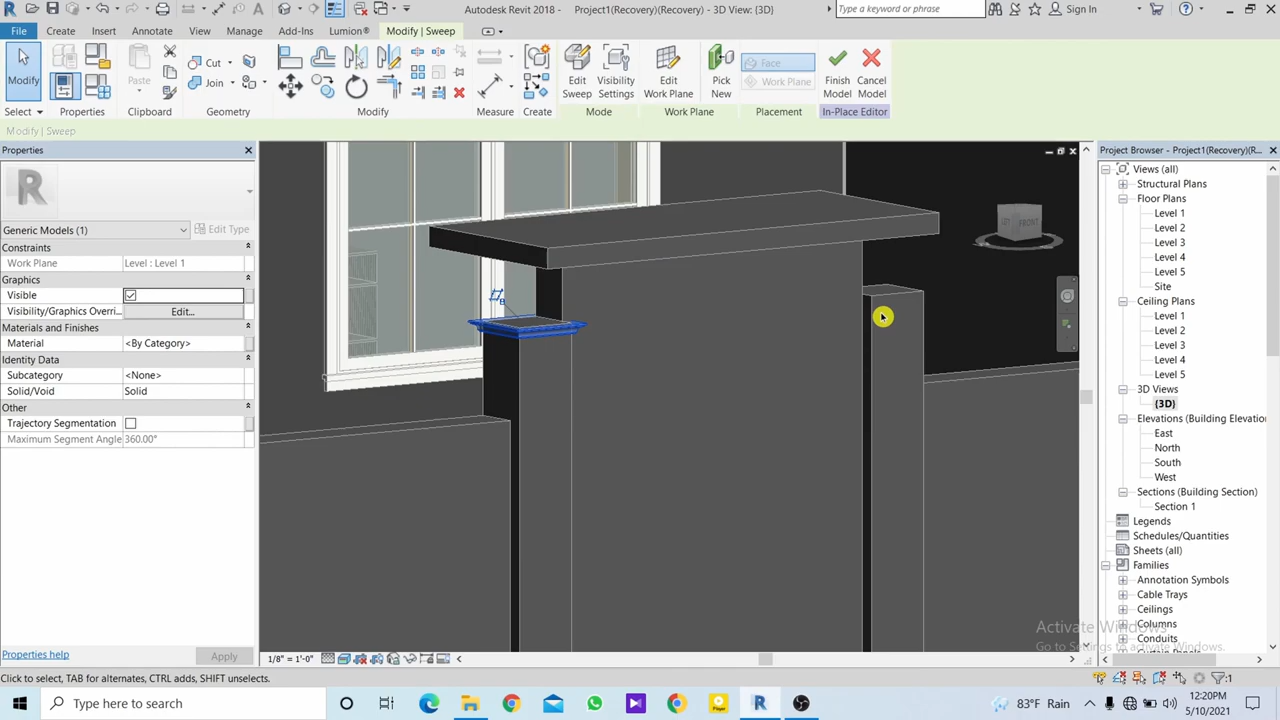 Autodesk Revit 2018 -    Project1(Recovery)(Recovery) - 3D View: {3D}
Type a keyword or phrase
Sign In
File Create Insert Annotate View Manage Add-Ins Lumion® Modify | Sweep
Modify
Paste
Cut
Join
Edit Sweep
Visibility Settings
Edit Work Plane
Pick New
Face
Work Plane
Finish Model
Cancel Model
Select Properties Clipboard Geometry Modify Measure Create Mode Work Plane Placement In-Place Editor
Modify | Sweep
Properties
Generic Models (1)
Edit Type
Constraints
Work Plane Level : Level 1
Graphics
Visible
Visibility/Graphics Overri... Edit...
Materials and Finishes
Material <By Category>
Identity Data
Subcategory <None>
Solid/Void Solid
Other
Trajectory Segmentation
Maximum Segment Angle 360.00°
Properties help
Apply
FRONT
Project Browser - Project1(Recovery)(R...
Views (all)
Structural Plans
Floor Plans
Level 1
Level 2
Level 3
Level 4
Level 5
Site
Ceiling Plans
Level 1
Level 2
Level 3
Level 4
Level 5
3D Views
{3D}
Elevations (Building Elevation
East
North
South
West
Sections (Building Section)
Section 1
Legends
Schedules/Quantities
Sheets (all)
Families
Annotation Symbols
Cable Trays
Ceilings
Columns
Conduits
Activate Windows
Go to Settings to activate Windows.
1/8" = 1'-0"
Click to select, TAB for alternates, CTRL adds, SHIFT unselects.
:1
Type here to search
Player
83°F Rain
12:20PM
5/10/2021